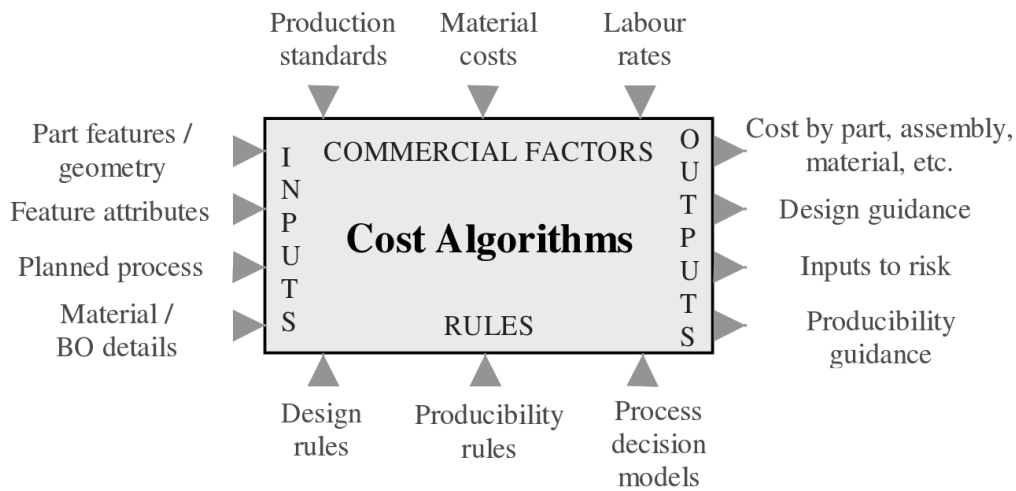 Production
standards
Material
costs
Labour
rates
Part features /
geometry
Feature attributes
Planned process
Material /
BO details
INPUTS
COMMERCIAL FACTORS
Cost Algorithms
RULES
OUTPUTS
Cost by part, assembly,
material, etc.
Design guidance
Inputs to risk
Producibility
guidance
Design
rules
Producibility
rules
Process
decision
models